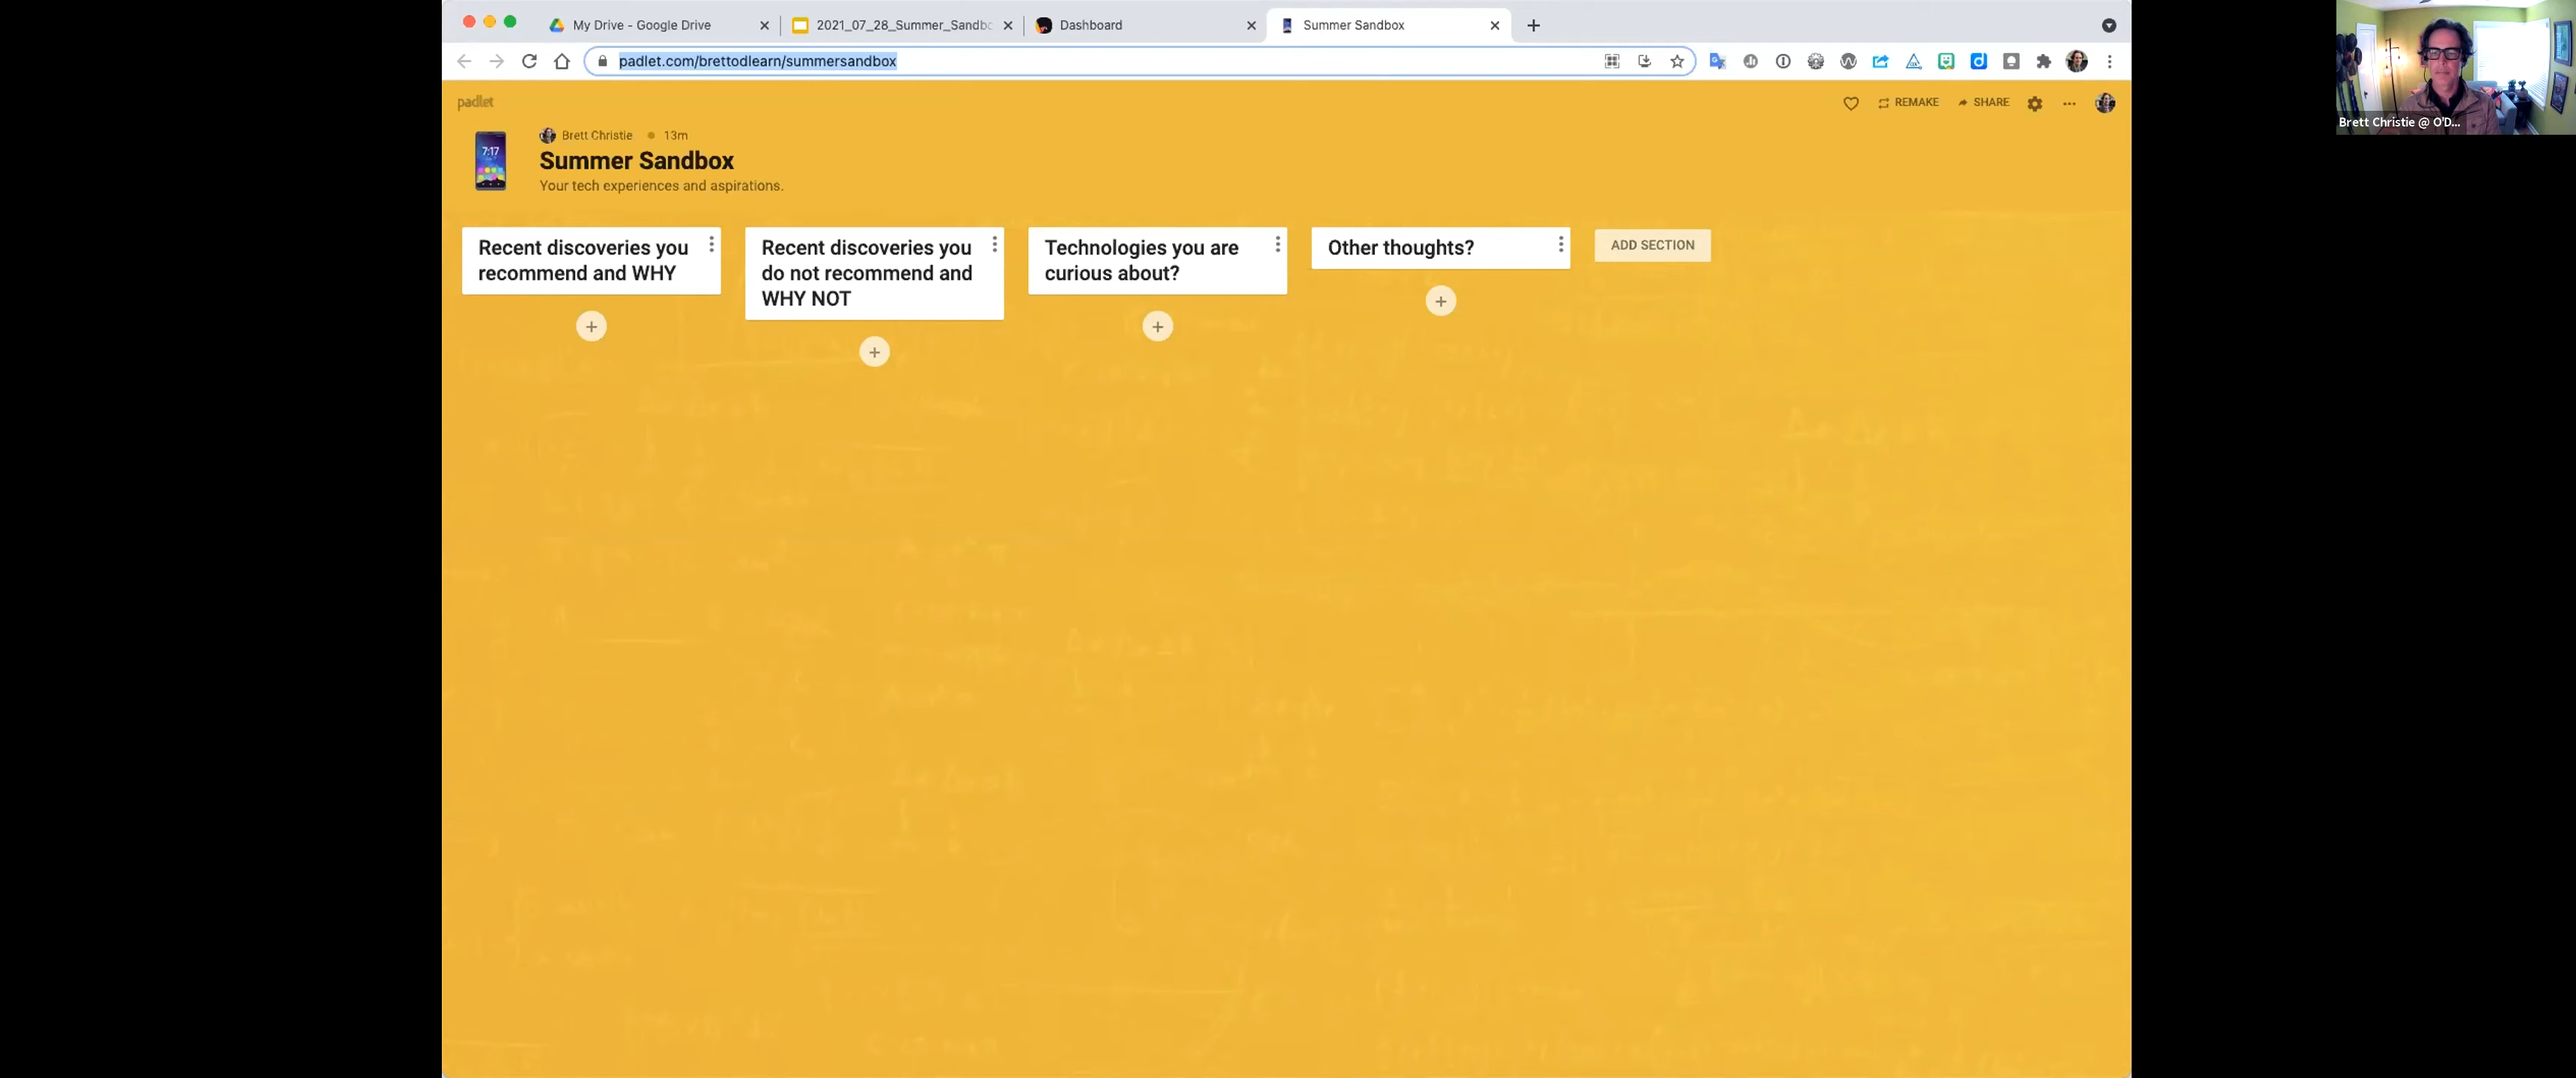 My Drive - Google Drive
2021_07_28_Summer_Sandbo
Dashboard
Summer Sandbox
padlet.com/brettodlearn/summersandbox
padlet
REMAKE
SHARE
Brett Christie
13m
7:17
Summer Sandbox
Your tech experiences and aspirations.
Recent discoveries you
recommend and WHY
Recent discoveries you
do not recommend and
WHY NOT
Technologies you are
curious about?
Other thoughts?
ADD SECTION
Brett Christie @ O'D...